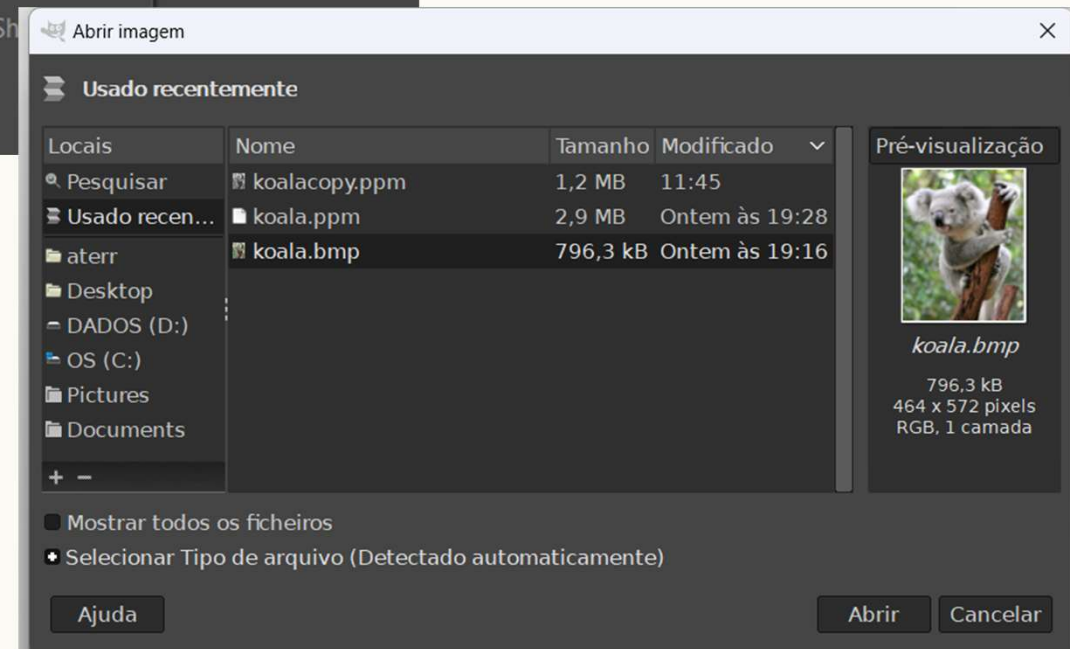 Sh
Abrir imagem
Usado recentemente
Locais Nome Tamanho Modificado Pré-visualização
Pesquisar koalacopy.ppm 1,2 MB 11:45
Usado recen... koala.ppm 2,9 MB Ontem às 19:28
aterr koala.bmp 796,3 kB Ontem às 19:16
Desktop
DADOS (D:)
OS (C:) koala.bmp
Pictures 796,3 kB
464 x 572 pixels
Documents RGB, 1 camada
+ −
Mostrar todos os ficheiros
Selecionar Tipo de arquivo (Detectado automaticamente)
Ajuda Abrir Cancelar